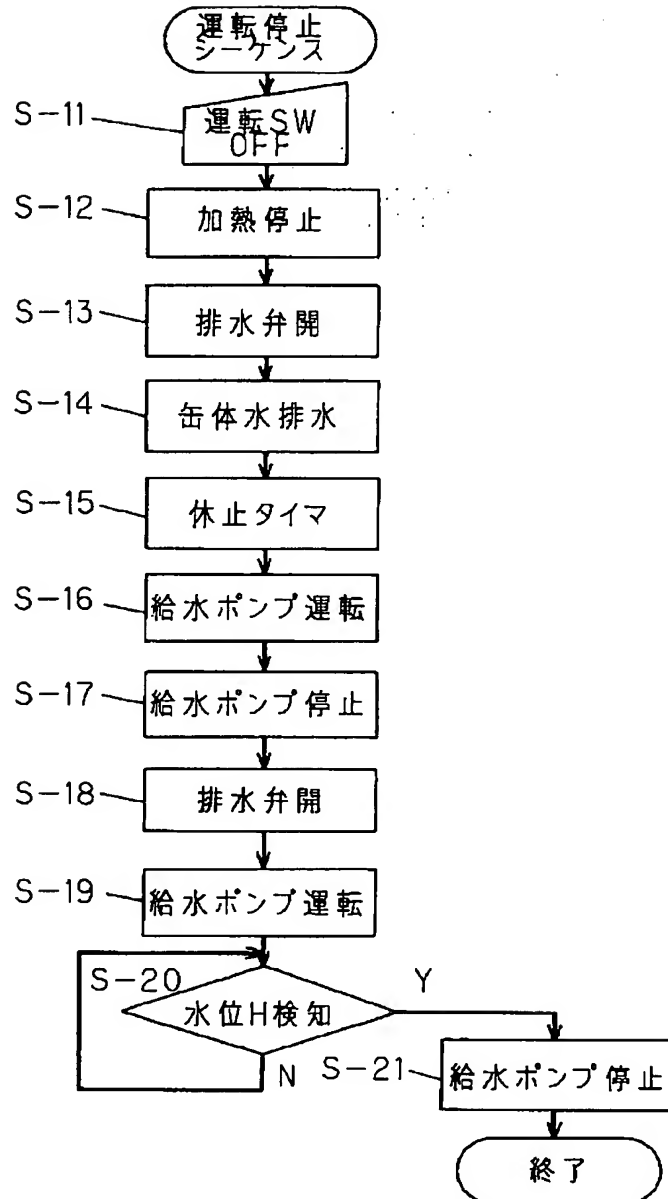 運転停止
シーケンス
S-11
運転SW
OFF
S-12
加熱停止
S-13
排水弁開
S-14
缶体水排水
S-15
休止タイマ
S-16
給水ポンプ運転
S-17
給水ポンプ停止
S-18
排水弁開
S-19
給水ポンプ運転
S-20
水位H検知
Y
N
S-21
給水ポンプ停止
終了